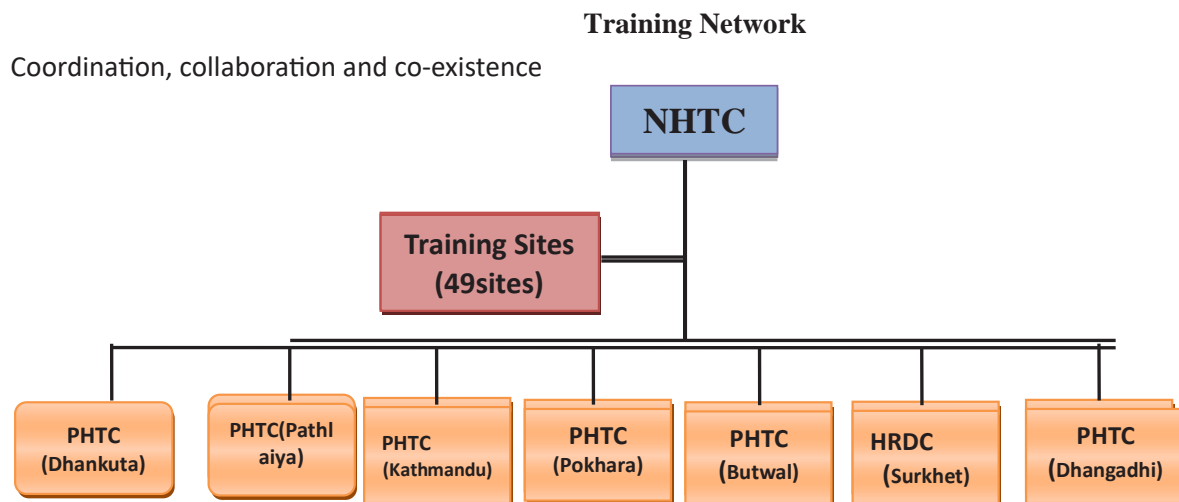 Training Network
Coordination, collaboration and co-existence
NHTC
Training Sites
(49sites)
PHTC
(Dhankuta)
PHTC(Pathl
aiya)
PHTC
(Kathmandu)
PHTC
(Pokhara)
PHTC
(Butwal)
HRDC
(Surkhet)
PHTC
(Dhangadhi)